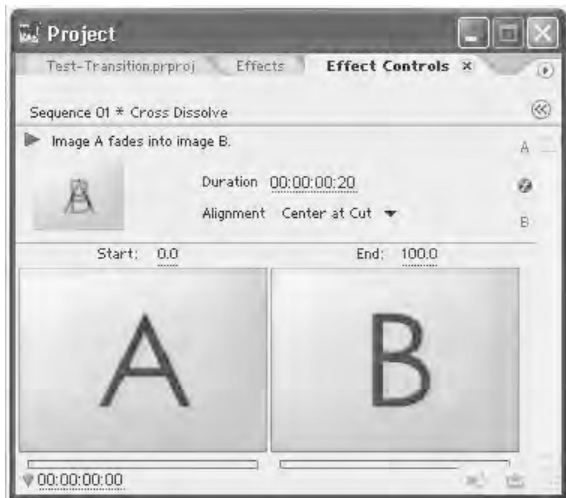 Project
Test-Transition.prproj Effects Effect Controls ×
Sequence 01 * Cross Dissolve
Image A fades into image B.
A
Duration 00:00:00:20
Alignment Center at Cut
B
Start: 0.0 End: 100.0
A B
00:00:00:00